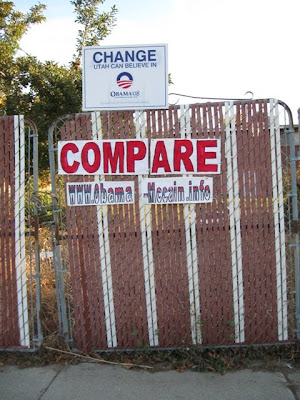 CHANGE
UTAH CAN BELIEVE IN
OBAMA'08
COMPARE
www.Obama-Mccain.info